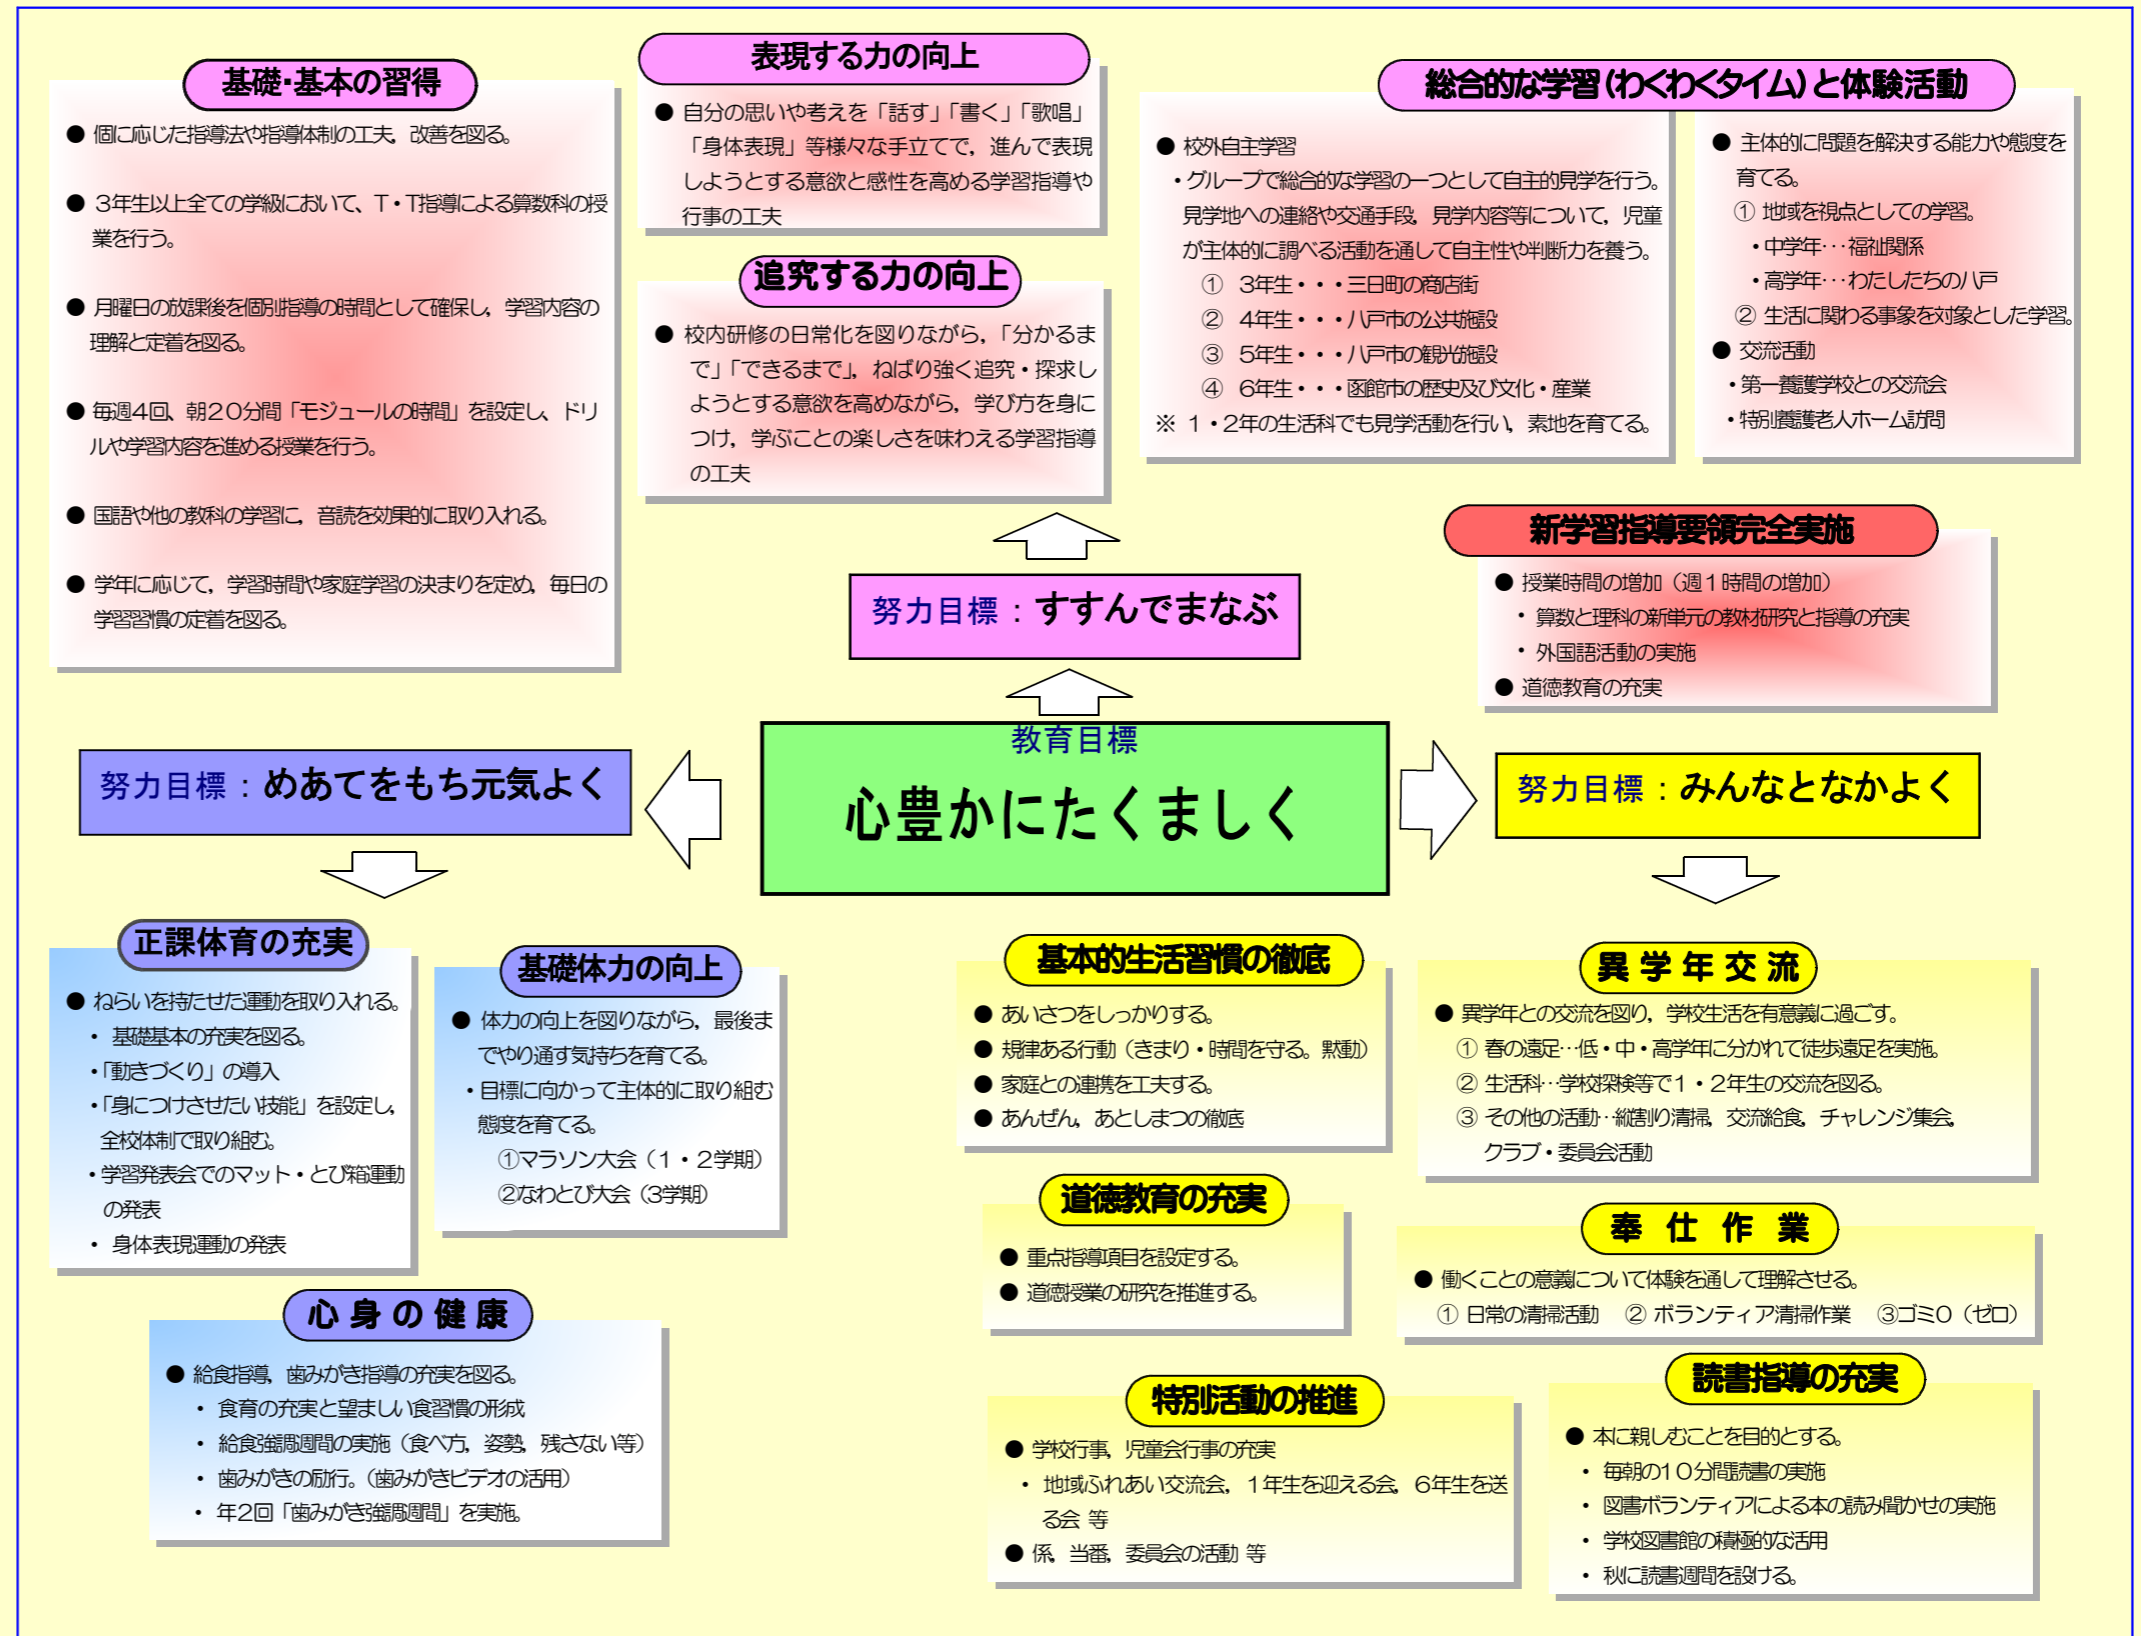 基礎・基本の習得
● 個に応じた指導法や指導体制の工夫，改善を図る。
● ３年生以上全ての学級において、Ｔ・Ｔ指導による算数科の授
業を行う。
● 月曜日の放課後を個別指導の時間として確保し，学習内容の
理解と定着を図る。
● 毎週４回、朝２０分間「モジュールの時間」を設定し、ドリ
ルや学習内容を進める授業を行う。
● 国語や他の教科の学習に，音読を効果的に取り入れる。
● 学年に応じて，学習時間や家庭学習の決まりを定め，毎日の
学習習慣の定着を図る。
表現する力の向上
● 自分の思いや考えを「話す」「書く」「歌唱」
「身体表現」等様々な手立てで，進んで表現
しようとする意欲と感性を高める学習指導や
行事の工夫
追究する力の向上
● 校内研修の日常化を図りながら，「分かるま
で」「できるまで」，ねばり強く追究・探求し
ようとする意欲を高めながら，学び方を身に
つけ，学ぶことの楽しさを味わえる学習指導
の工夫
総合的な学習（わくわくタイム）と体験活動
● 校外自主学習
・グループで総合的な学習の一つとして自主的見学を行う。
見学地への連絡や交通手段，見学内容等について，児童
が主体的に調べる活動を通して自主性や判断力を養う。
① ３年生・・・三日町の商店街
② ４年生・・・八戸市の公共施設
③ ５年生・・・八戸市の観光施設
④ ６年生・・・函館市の歴史及び文化・産業
※ １・２年の生活科でも見学活動を行い，素地を育てる。
● 主体的に問題を解決する能力や態度を
育てる。
① 地域を視点としての学習。
・中学年…福祉関係
・高学年…わたしたちの八戸
② 生活に関わる事象を対象とした学習。
● 交流活動
・第一養護学校との交流会
・特別養護老人ホーム訪問
新学習指導要領完全実施
● 授業時間の増加（週１時間の増加）
・ 算数と理科の新単元の教材研究と指導の充実
・ 外国語活動の実施
● 道徳教育の充実
努力目標：すすんでまなぶ
教育目標
心豊かにたくましく
努力目標：めあてをもち元気よく
努力目標：みんなとなかよく
正課体育の充実
● ねらいを持たせた運動を取り入れる。
・ 基礎基本の充実を図る。
・「動きづくり」の導入
・「身につけさせたい技能」を設定し，
全校体制で取り組む。
・学習発表会でのマット・とび箱運動
の発表
・ 身体表現運動の発表
基礎体力の向上
● 体力の向上を図りながら，最後ま
でやり通す気持ちを育てる。
・目標に向かって主体的に取り組む
態度を育てる。
①マラソン大会（１・２学期）
②なわとび大会（３学期）
心身の健康
● 給食指導，歯みがき指導の充実を図る。
・ 食育の充実と望ましい食習慣の形成
・ 給食強調週間の実施（食べ方，姿勢，残さない等）
・ 歯みがきの励行。（歯みがきビデオの活用）
・ 年２回「歯みがき強調週間」を実施。
基本的生活習慣の徹底
● あいさつをしっかりする。
● 規律ある行動（きまり・時間を守る。黙動）
● 家庭との連携を工夫する。
● あんぜん，あとしまつの徹底
道徳教育の充実
● 重点指導項目を設定する。
● 道徳授業の研究を推進する。
特別活動の推進
● 学校行事，児童会行事の充実
・ 地域ふれあい交流会，１年生を迎える会，６年生を送
る会 等
● 係，当番，委員会の活動 等
異学年交流
● 異学年との交流を図り，学校生活を有意義に過ごす。
① 春の遠足…低・中・高学年に分かれて徒歩遠足を実施。
② 生活科…学校探検等で１・２年生の交流を図る。
③ その他の活動…縦割り清掃，交流給食，チャレンジ集会，
クラブ・委員会活動
奉仕作業
● 働くことの意義について体験を通して理解させる。
① 日常の清掃活動 ② ボランティア清掃作業 ③ゴミ０（ゼロ）
読書指導の充実
● 本に親しむことを目的とする。
・ 毎朝の１０分間読書の実施
・ 図書ボランティアによる本の読み聞かせの実施
・ 学校図書館の積極的な活用
・ 秋に読書週間を設ける。